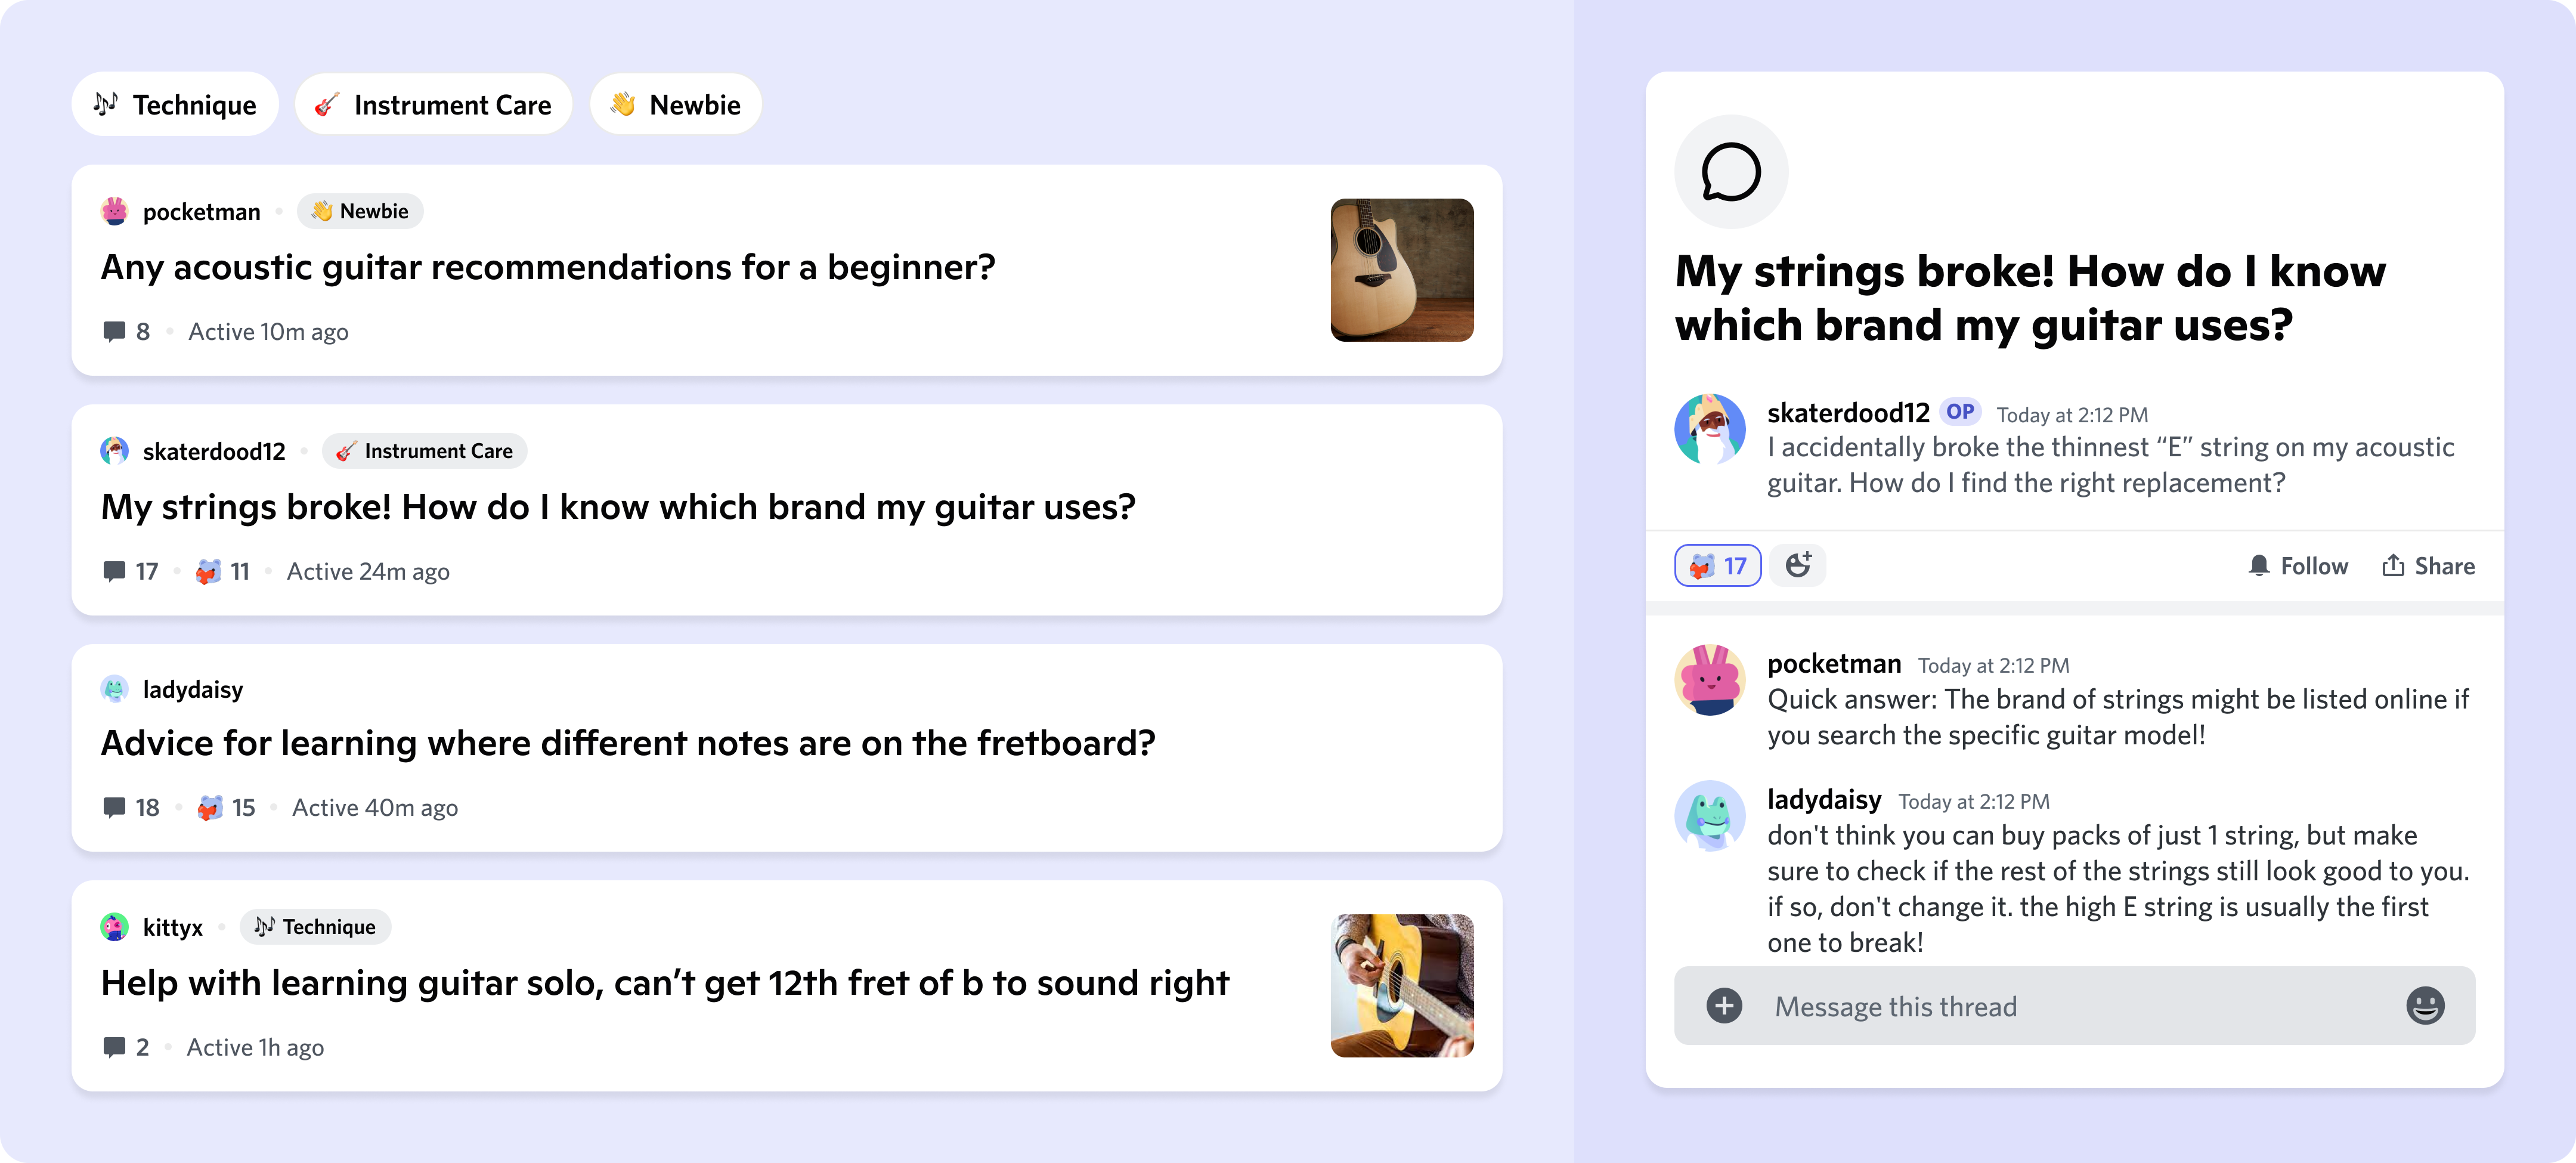 Technique
Instrument Care
Newbie
pocketman
Newbie
Any acoustic guitar recommendations for a beginner?
8
Active 10m ago
skaterdood12
Instrument Care
My strings broke! How do I know which brand my guitar uses?
17
11
Active 24m ago
ladydaisy
Advice for learning where different notes are on the fretboard?
18
15
Active 40m ago
kittyx
Technique
Help with learning guitar solo, can’t get 12th fret of b to sound right
2
Active 1h ago
My strings broke! How do I know
which brand my guitar uses?
skaterdood12 OP Today at 2:12 PM
I accidentally broke the thinnest “E” string on my acoustic
guitar. How do I find the right replacement?
17
Follow
Share
pocketman Today at 2:12 PM
Quick answer: The brand of strings might be listed online if
you search the specific guitar model!
ladydaisy Today at 2:12 PM
don't think you can buy packs of just 1 string, but make
sure to check if the rest of the strings still look good to you.
if so, don't change it. the high E string is usually the first
one to break!
Message this thread